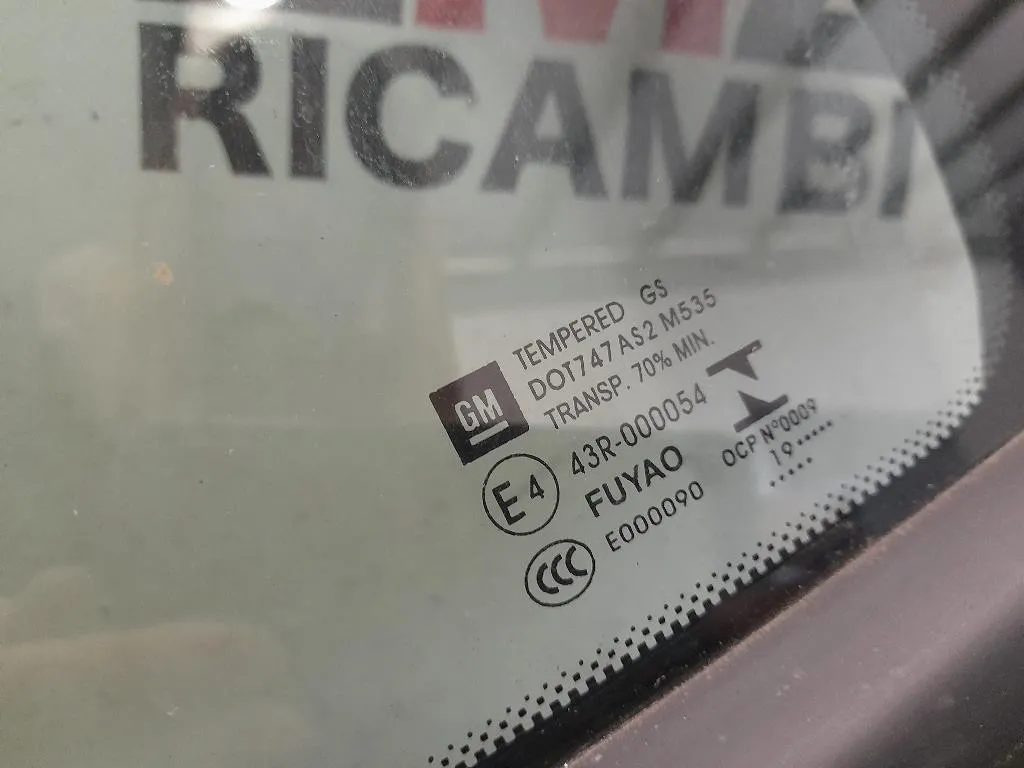 RICAMBI
TEMPERED GS
DOT747 AS2 M535
TRANSP. 70% MIN.
GM
43R-000054
E4
FUYAO
OCP N°0009
19.....
....
E000090
CCC